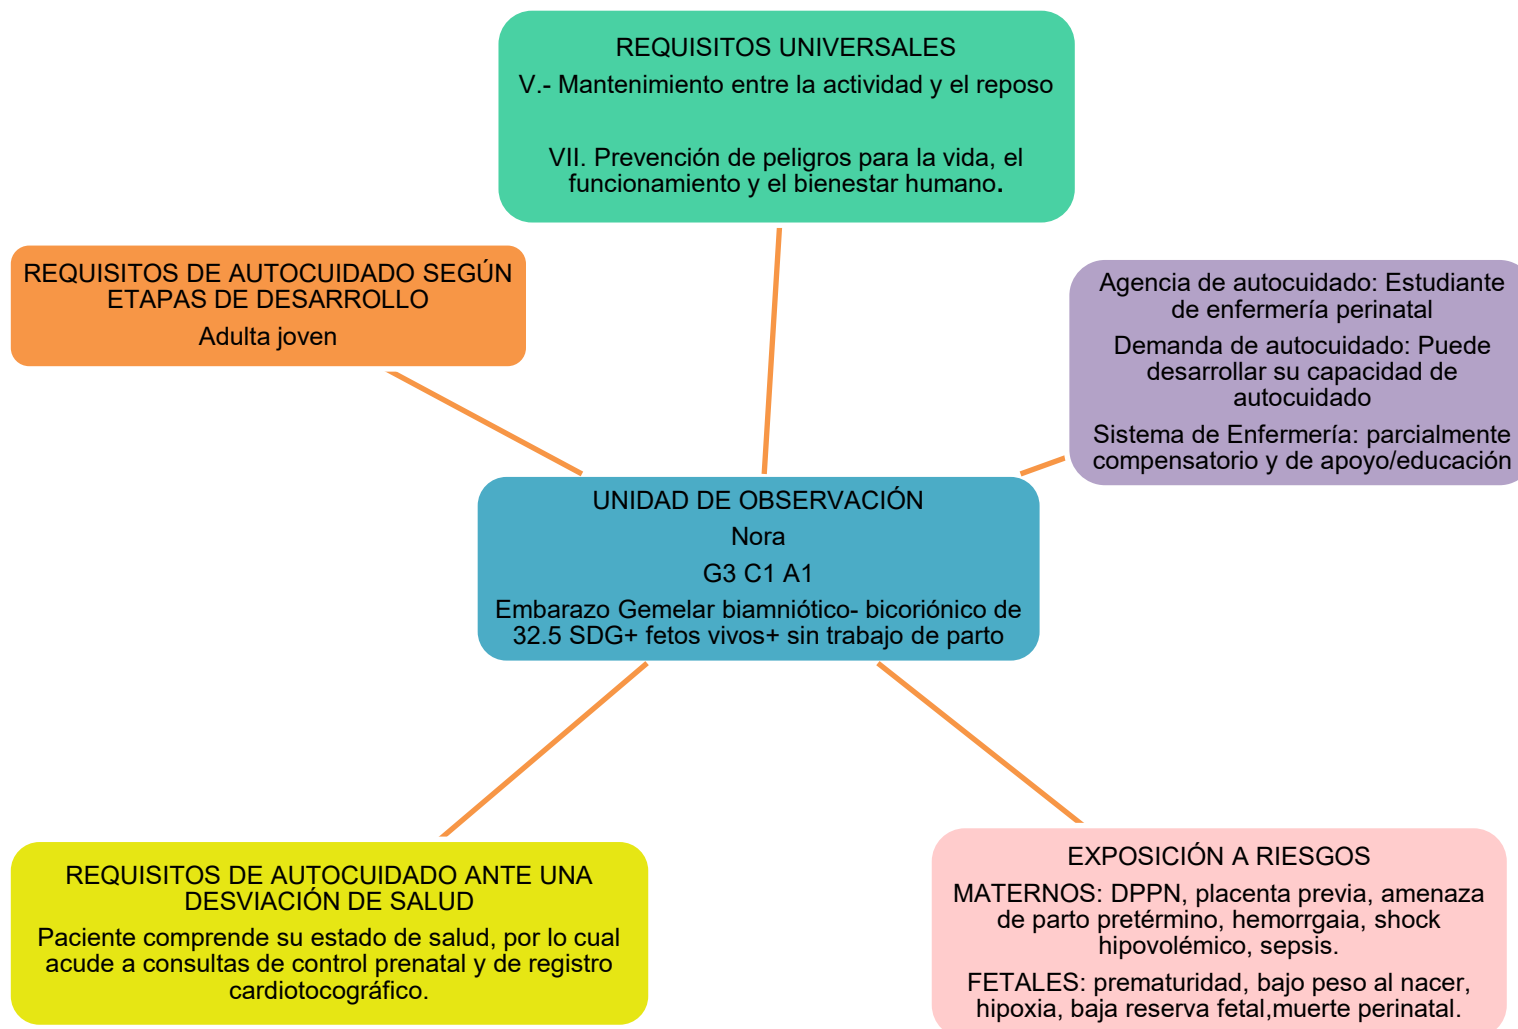 REQUISITOS UNIVERSALES
V.- Mantenimiento entre la actividad y el reposo
VII. Prevención de peligros para la vida, el
funcionamiento y el bienestar humano.
REQUISITOS DE AUTOCUIDADO SEGÚN
ETAPAS DE DESARROLLO
Adulta joven
Agencia de autocuidado: Estudiante
de enfermería perinatal
Demanda de autocuidado: Puede
desarrollar su capacidad de
autocuidado
Sistema de Enfermería: parcialmente
compensatorio y de apoyo/educación
UNIDAD DE OBSERVACIÓN
Nora
G3 C1 A1
Embarazo Gemelar biamniótico- bicoriónico de
32.5 SDG+ fetos vivos+ sin trabajo de parto
REQUISITOS DE AUTOCUIDADO ANTE UNA
DESVIACIÓN DE SALUD
Paciente comprende su estado de salud, por lo cual
acude a consultas de control prenatal y de registro
cardiotocográfico.
EXPOSICIÓN A RIESGOS
MATERNOS: DPPN, placenta previa, amenaza
de parto pretérmino, hemorrgaia, shock
hipovolémico, sepsis.
FETALES: prematuridad, bajo peso al nacer,
hipoxia, baja reserva fetal,muerte perinatal.